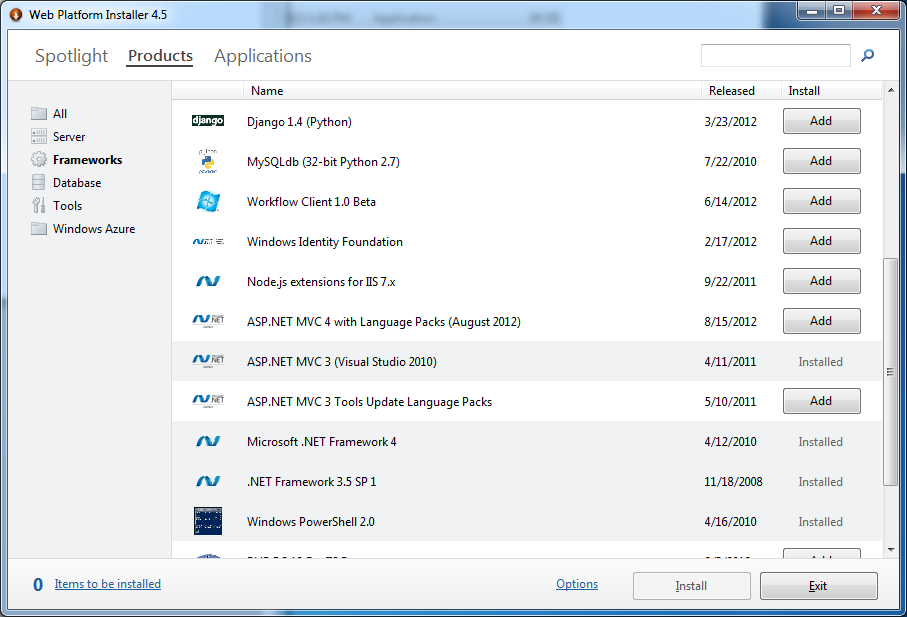 Web Platform Installer 4.5
Spotlight Products Applications
Name Released Install
All
Server
Frameworks
Database
Tools
Windows Azure
django Django 1.4 (Python) 3/23/2012 Add
python powered MySQLdb (32-bit Python 2.7) 7/22/2010 Add
Workflow Client 1.0 Beta 6/14/2012 Add
Windows Identity Foundation 2/17/2012 Add
Node.js extensions for IIS 7.x 9/22/2011 Add
.NET ASP.NET MVC 4 with Language Packs (August 2012) 8/15/2012 Add
.NET ASP.NET MVC 3 (Visual Studio 2010) 4/11/2011 Installed
.NET ASP.NET MVC 3 Tools Update Language Packs 5/10/2011 Add
Microsoft .NET Framework 4 4/12/2010 Installed
.NET Framework 3.5 SP 1 11/18/2008 Installed
Windows PowerShell 2.0 4/16/2010 Installed
0 Items to be installed Options Install Exit